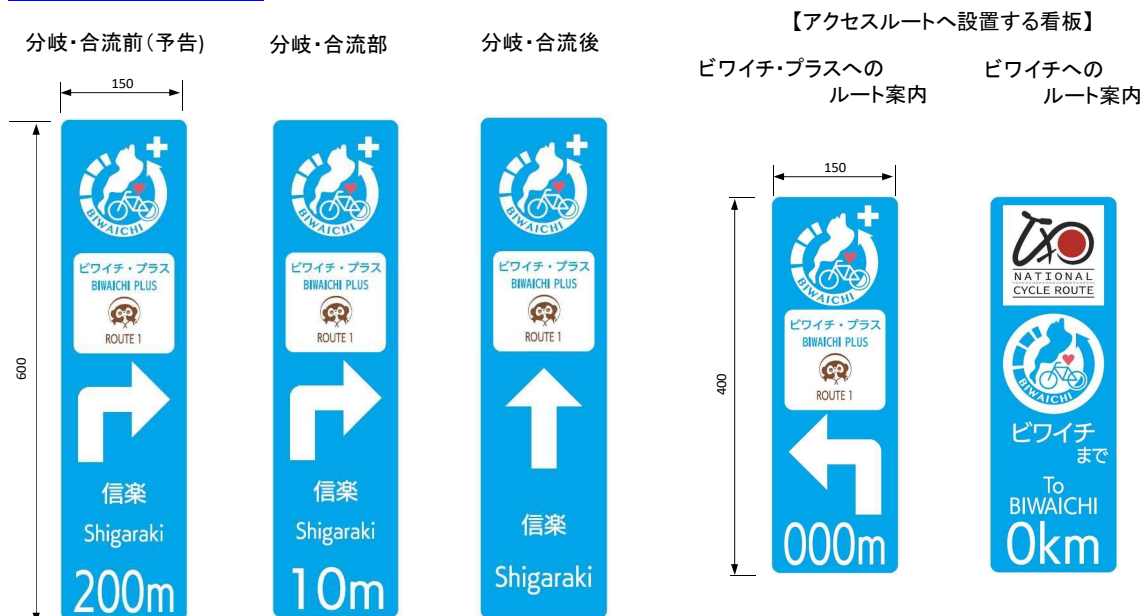 分岐・合流前(予告)
150
600
BIWAICHI
ビワイチ・プラス
BIWAICHI PLUS
ROUTE 1
信楽
Shigaraki
200m
分岐・合流部
BIWAICHI
ビワイチ・プラス
BIWAICHI PLUS
ROUTE 1
信楽
Shigaraki
10m
分岐・合流後
BIWAICHI
ビワイチ・プラス
BIWAICHI PLUS
ROUTE 1
信楽
Shigaraki
【アクセスルートへ設置する看板】
ビワイチ・プラスへの
ルート案内
150
400
BIWAICHI
ビワイチ・プラス
BIWAICHI PLUS
ROUTE 1
000m
ビワイチへの
ルート案内
NATIONAL
CYCLE ROUTE
BIWAICHI
ビワイチ
まで
To
BIWAICHI
0km